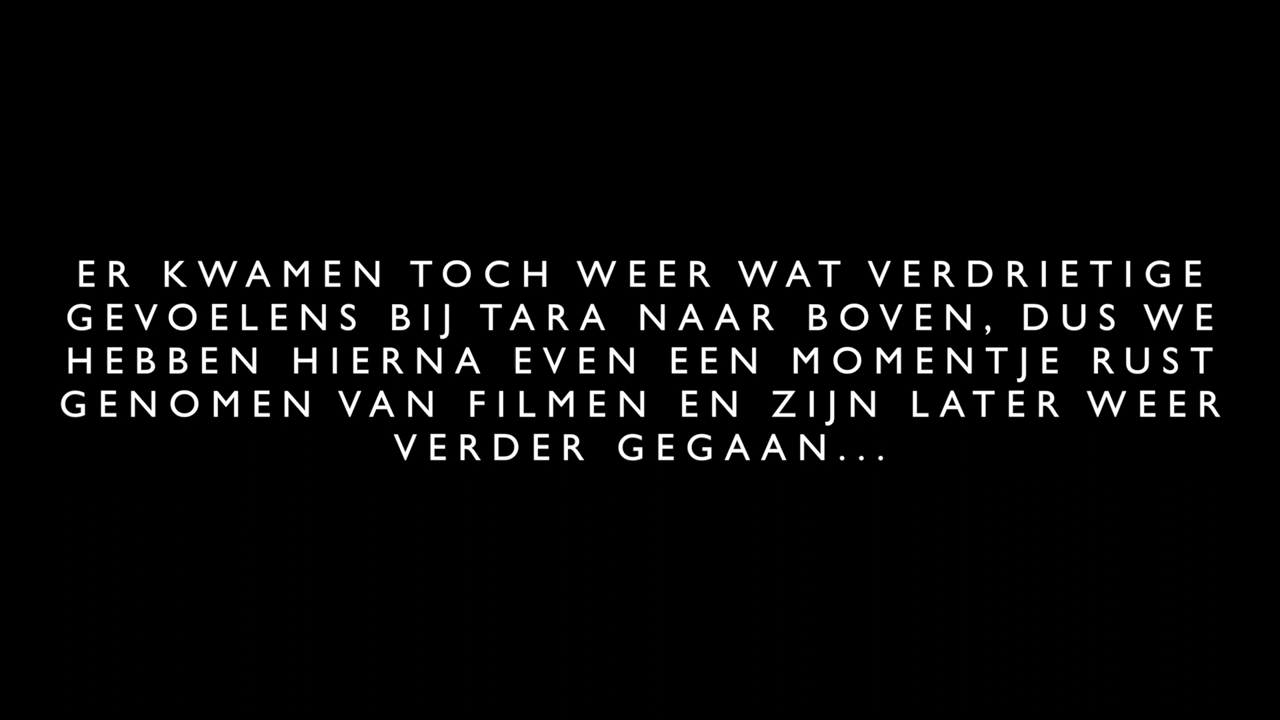 ER KWAMEN TOCH WEER WAT VERDRIETIGE
GEVOELENS BIJ TARA NAAR BOVEN, DUS WE
HEBBEN HIERNA EVEN EEN MOMENTJE RUST
GENOMEN VAN FILMEN EN ZIJN LATER WEER
VERDER GEGAAN...